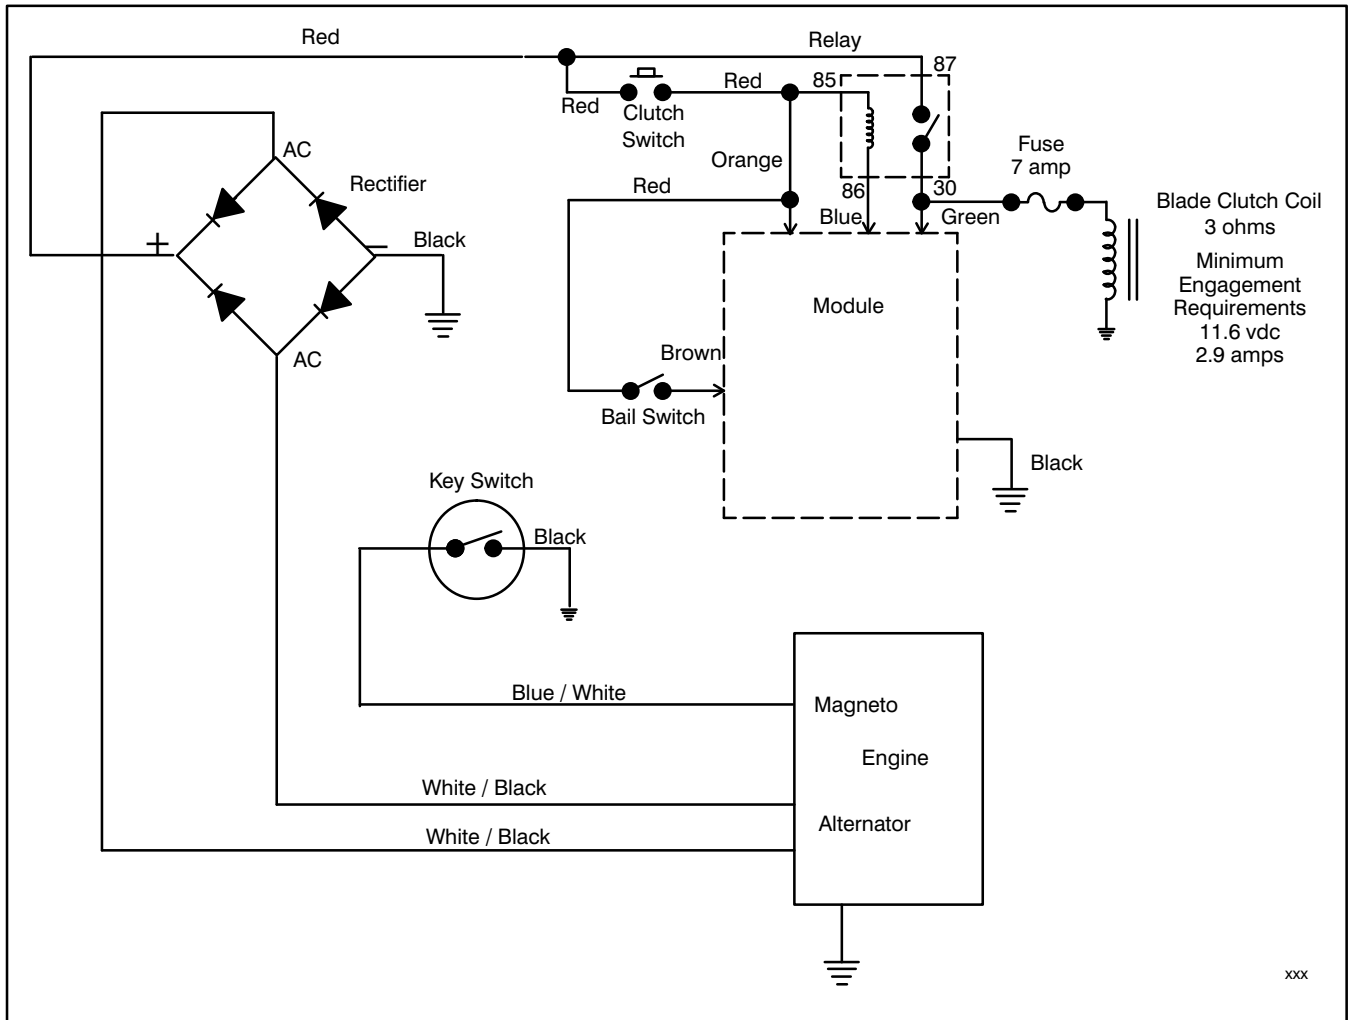 Red
Relay
87
85
Red
Red
Clutch
Switch
Fuse
7 amp
AC
Orange
Rectifier
Red
86
30
Blue
Green
Blade Clutch Coil
3 ohms
Minimum
Engagement
Requirements
11.6 vdc
2.9 amps
+
−
Black
Module
AC
Brown
Bail Switch
Black
Key Switch
Black
Blue / White
Magneto
Engine
White / Black
Alternator
White / Black
xxx